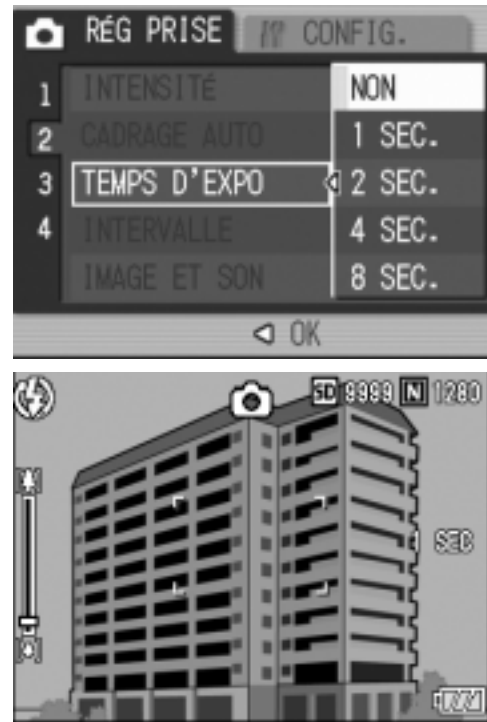 RÉG PRISE CONFIG.
1 INTENSITÉ NON
2 CADRAGE AUTO 1 SEC.
3 TEMPS D'EXPO 2 SEC.
4 INTERVALLE 4 SEC.
IMAGE ET SON 8 SEC.
OK
SD 9999 N 1280
SEC